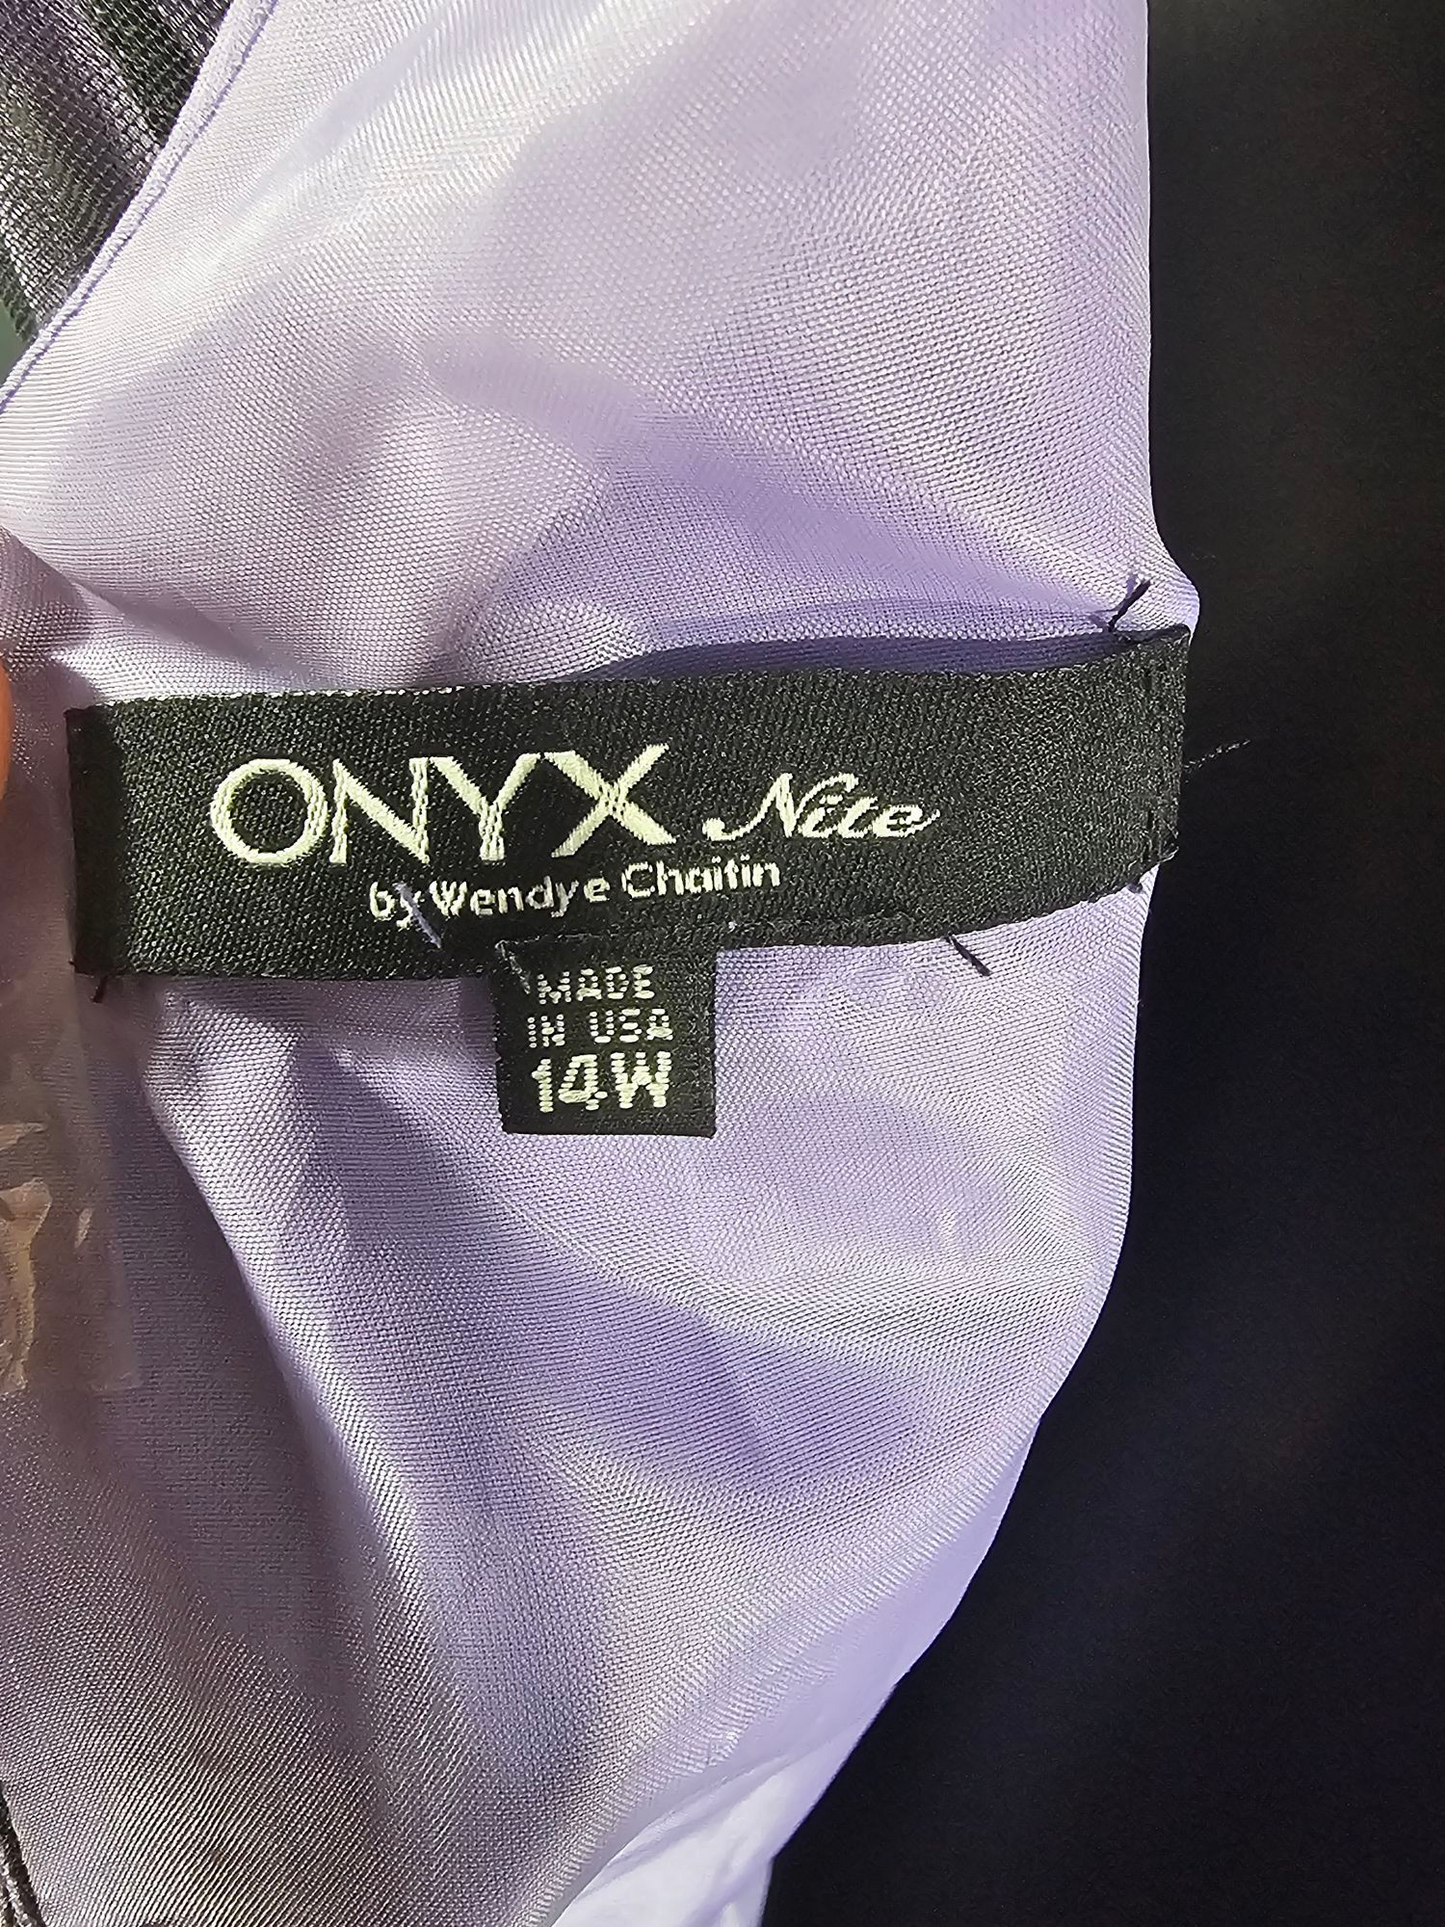 ONYX Nite
by Wendye Chaitin
MADE
IN USA
14W